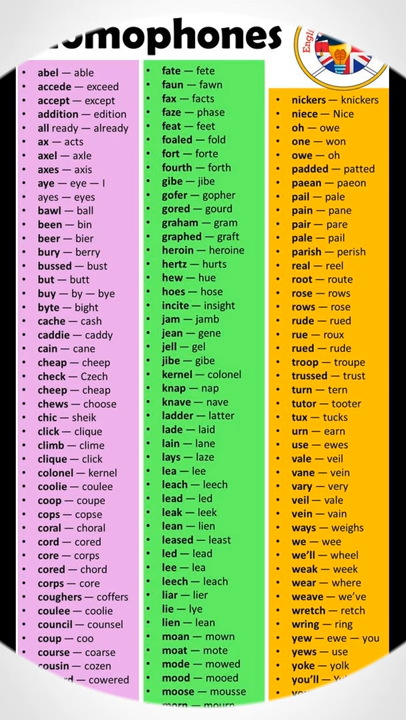 omophones
Engli
abel — able
accede — exceed
accept — except
addition — edition
all ready — already
ax — acts
axel — axle
axes — axis
aye — eye — I
ayes — eyes
bawl — ball
been — bin
beer — bier
bury — berry
bussed — bust
but — butt
buy — by — bye
byte — bight
cache — cash
caddie — caddy
cain — cane
cheap — cheep
check — Czech
cheep — cheap
chews — choose
chic — sheik
click — clique
climb — clime
clique — click
colonel — kernel
coolie — coulee
coop — coupe
cops — copse
coral — choral
cord — cored
core — corps
cored — chord
corps — core
coughers — coffers
coulee — coolie
council — counsel
coup — coo
course — coarse
cousin — cozen
rd — cowered
fate — fete
faun — fawn
fax — facts
faze — phase
feat — feet
foaled — fold
fort — forte
fourth — forth
gibe — jibe
gofer — gopher
gored — gourd
graham — gram
graphed — graft
heroin — heroine
hertz — hurts
hew — hue
hoes — hose
incite — insight
jam — jamb
jean — gene
jell — gel
jibe — gibe
kernel — colonel
knap — nap
knave — nave
ladder — latter
lade — laid
lain — lane
lays — laze
lea — lee
leach — leech
lead — led
leak — leek
lean — lien
leased — least
led — lead
lee — lea
leech — leach
liar — lier
lie — lye
lien — lean
moan — mown
moat — mote
mode — mowed
mood — mooed
moose — mousse
morn — mourn
nickers — knickers
niece — Nice
oh — owe
one — won
owe — oh
padded — patted
paean — paeon
pail — pale
pain — pane
pair — pare
pale — pail
parish — perish
real — reel
root — route
rose — rows
rows — rose
rude — rued
rue — roux
rued — rude
troop — troupe
trussed — trust
turn — tern
tutor — tooter
tux — tucks
urn — earn
use — ewes
vale — veil
vane — vein
vary — very
veil — vale
vein — vain
ways — weighs
we — wee
we'll — wheel
weak — week
wear — where
weave — we've
wretch — retch
wring — ring
yew — ewe — you
yews — use
yoke — yolk
you'll —